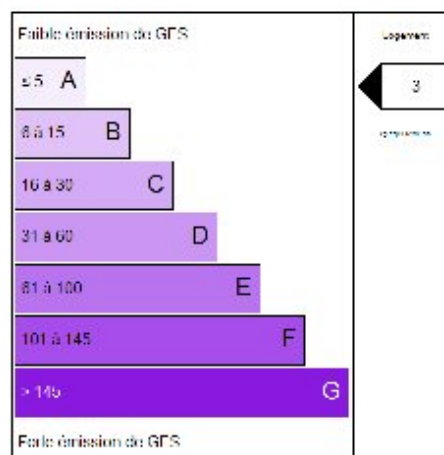 Faible émission de GES
Logement
≤ 5 A
3
6 à 15 B
16 à 30 C
31 à 60 D
61 à 100 E
101 à 145 F
> 145 G
Forte émission de GES